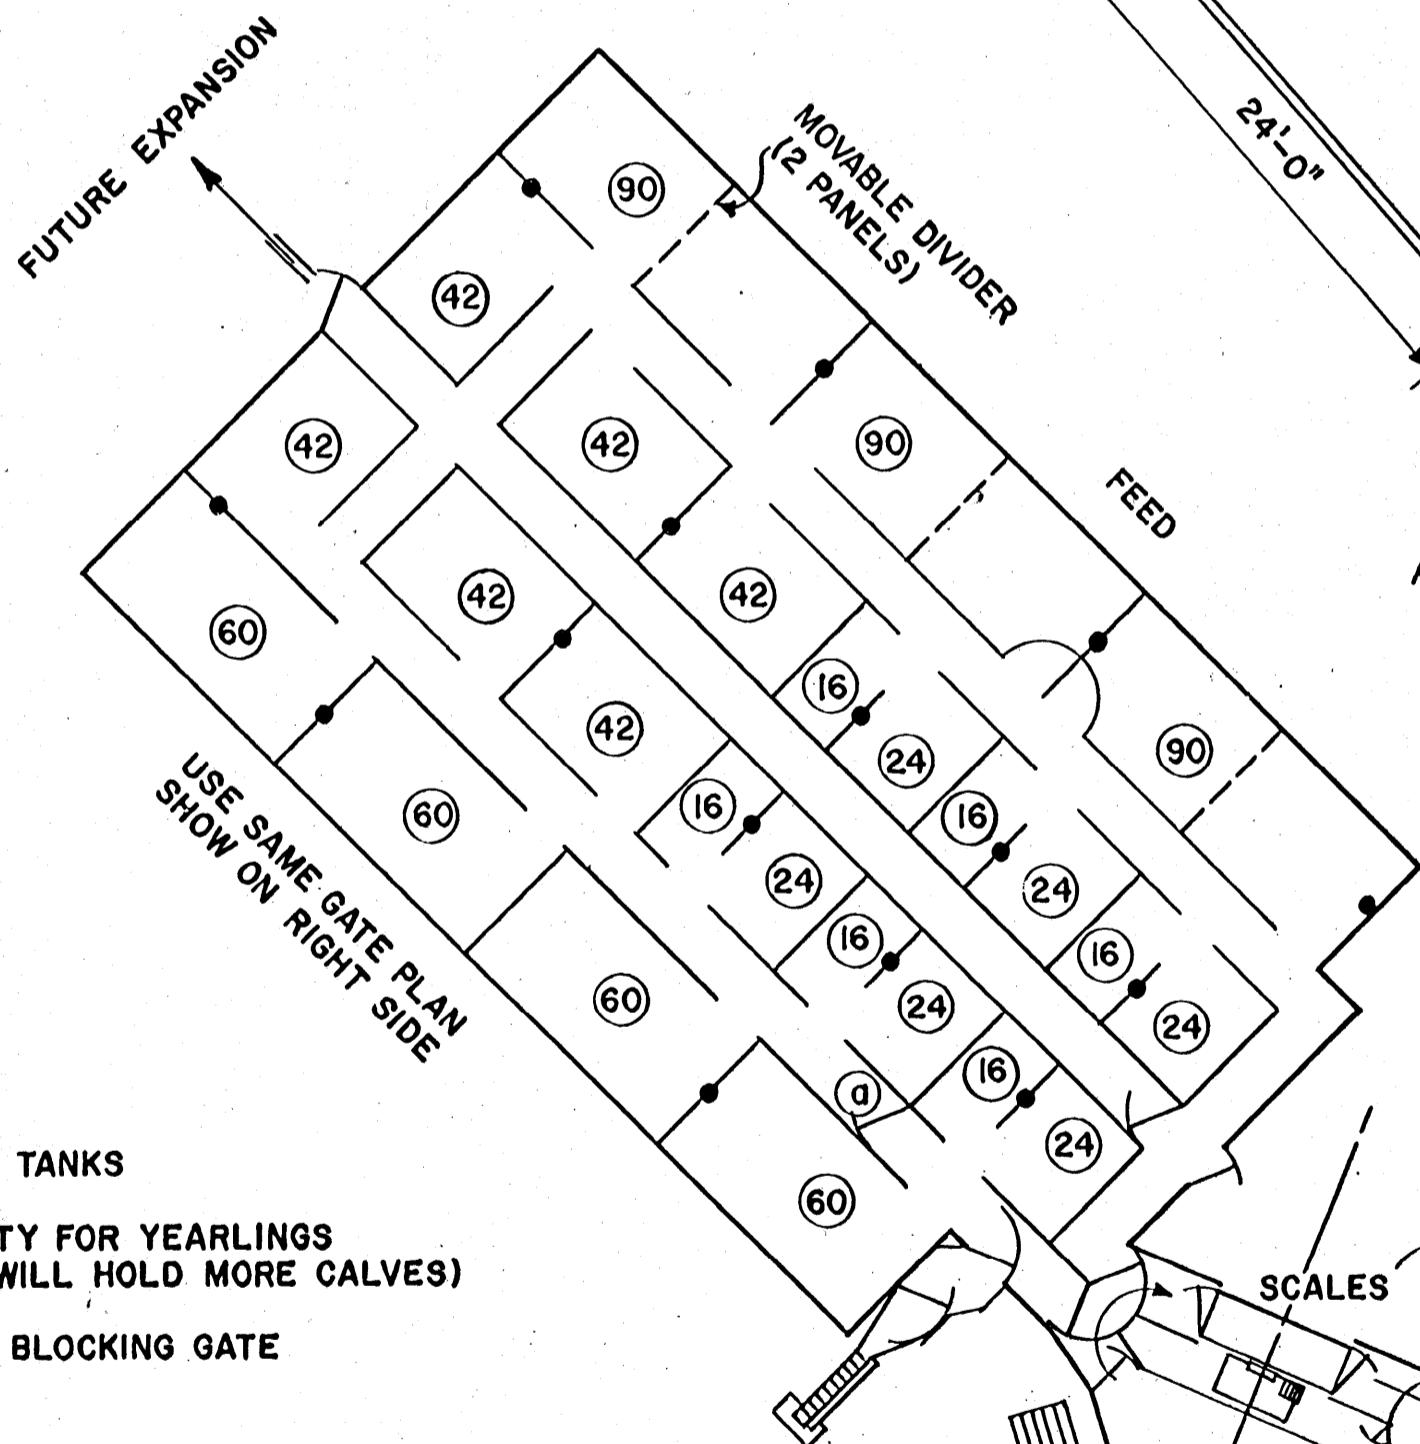 FUTURE EXPANSION
MOVABLE DIVIDER
(2 PANELS)
24'-0"
90
42
42
42
90
FEED
42
42
60
16
42
24
90
60
16
16
24
24
16
16
24
24
60
16
24
a
24
60
USE SAME GATE PLAN
SHOW ON RIGHT SIDE
TANKS
TY FOR YEARLINGS
WILL HOLD MORE CALVES)
BLOCKING GATE
SCALES